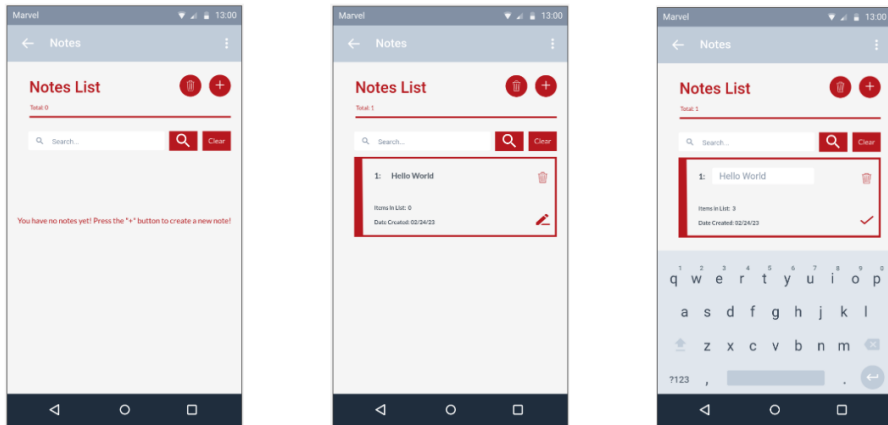 Marvel 13:00
Notes
Notes List
Total: 0
Search... Clear
You have no notes yet! Press the "+" button to create a new note!
Marvel 13:00
Notes
Notes List
Total: 1
Search... Clear
1: Hello World
Items In List: 0
Date Created: 02/24/23
Marvel 13:00
Notes
Notes List
Total: 1
Search... Clear
1: Hello World
Items In List: 3
Date Created: 02/24/23
1 2 3 4 5 6 7 8 9 0
q w e r t y u i o p
a s d f g h j k l
z x c v b n m
?123 , .